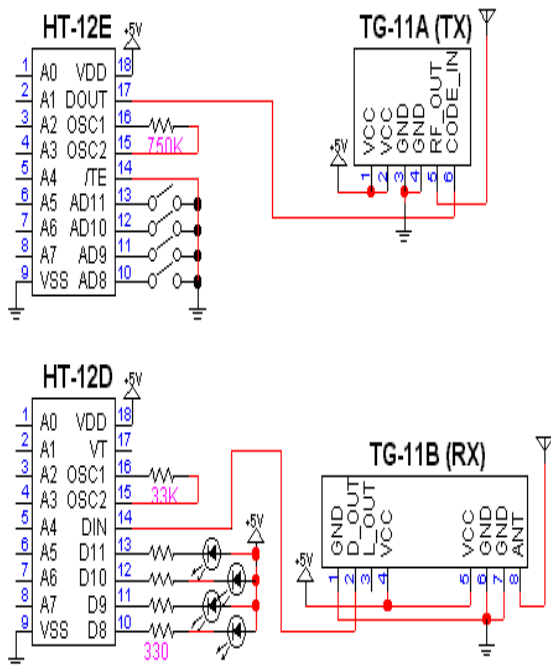 HT-12E
+5V
1 A0 VDD 18
2 A1 DOUT 17
3 A2 OSC1 16
750K
4 A3 OSC2 15
5 A4 /TE 14
6 A5 AD11 13
7 A6 AD10 12
8 A7 AD9 11
9 VSS AD8 10
TG-11A (TX)
VCC
VCC
GND
GND
RF_OUT
CODE_IN
+5V
1 2 3 4 5 6
HT-12D
+5V
1 A0 VDD 18
2 A1 VT 17
3 A2 OSC1 16
33K
4 A3 OSC2 15
5 A4 DIN 14
6 A5 D11 13
7 A6 D10 12
8 A7 D9 11
9 VSS D8 10
330
+5V
TG-11B (RX)
GND
D_OUT
L_OUT
VCC
VCC
GND
GND
ANT
+5V
1 2 3 4 5 6 7 8